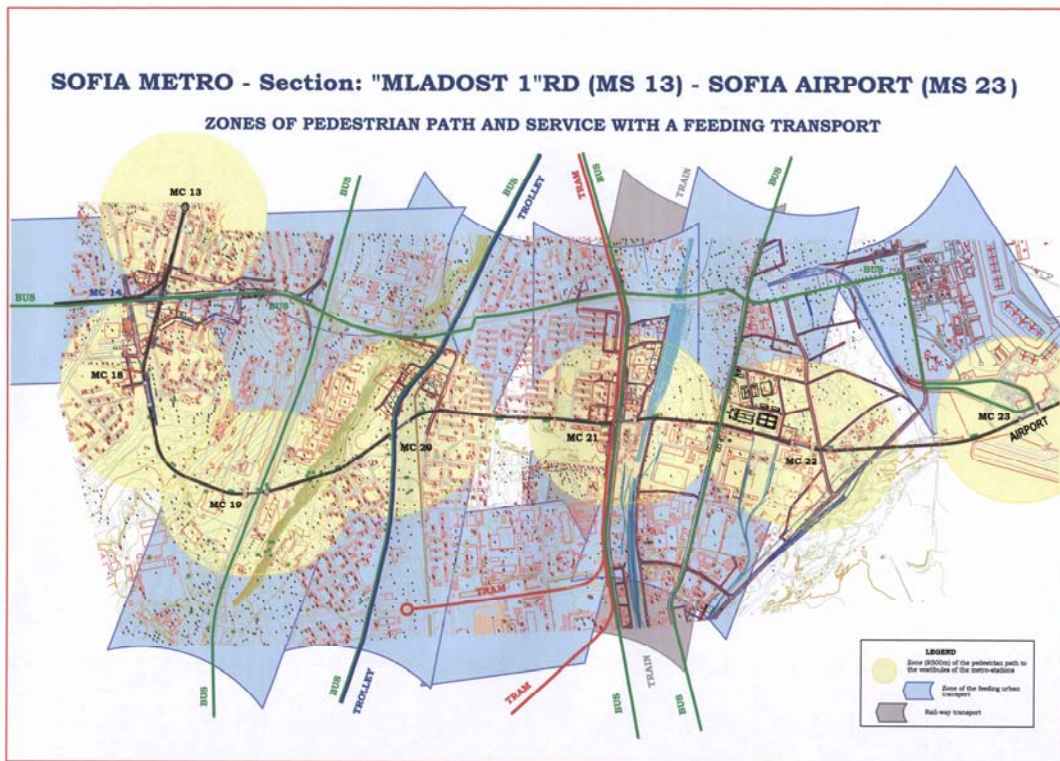 SOFIA METRO - Section: "MLADOST 1"RD (MS 13) - SOFIA AIRPORT (MS 23)
ZONES OF PEDESTRIAN PATH AND SERVICE WITH A FEEDING TRANSPORT
MC 13
BUS
BUS
TROLLEY
TRAM
BUS
TRAIN
BUS
MC 14
BUS
BUS
BUS
MC 18
MC 19
MC 20
MC 21
MC 22
MC 23
AIRPORT
TRAM
BUS
BUS
TROLLEY
TRAM
BUS
TRAIN
BUS
LEGEND
Zone (R500m) of the pedestrian path to
the vestibules of the metro-stations
Zone of the feeding urban
transport
Rail-way transport